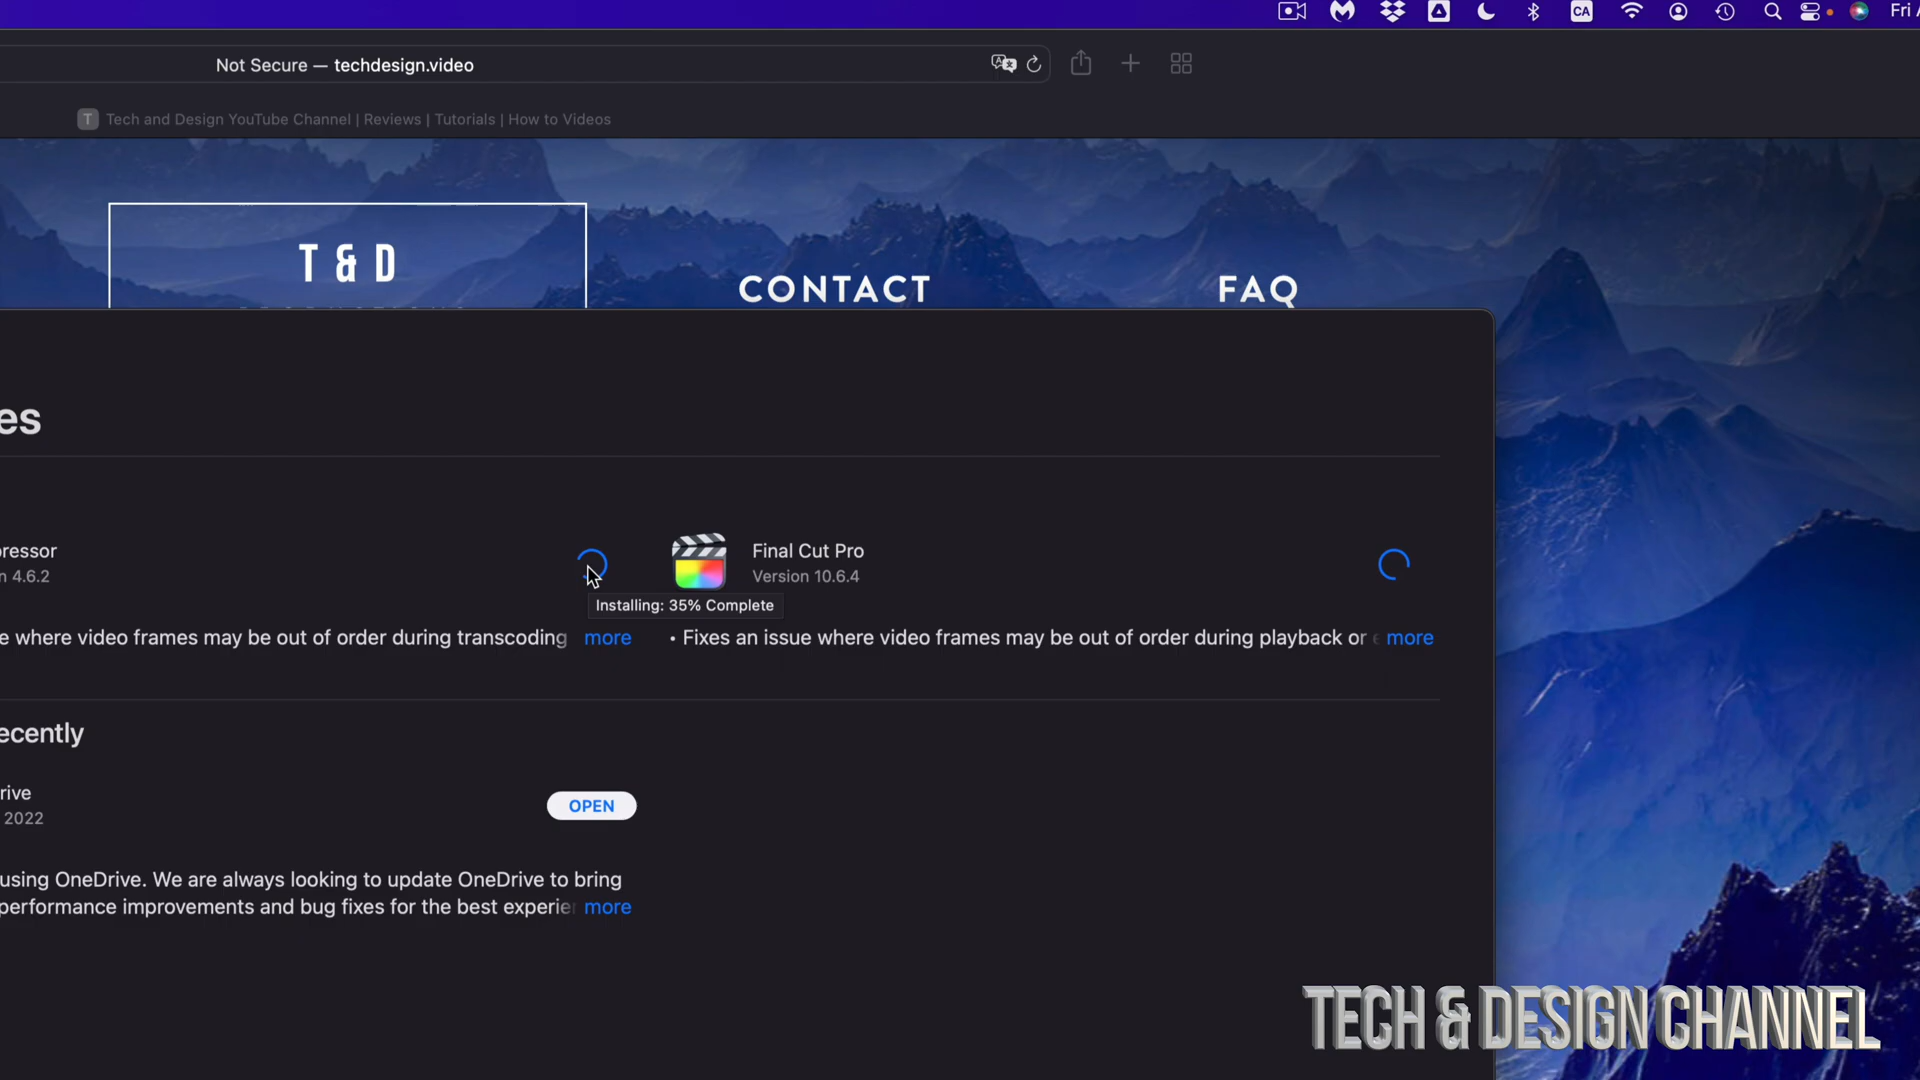 CA
Fri
Not Secure — techdesign.video
T Tech and Design YouTube Channel | Reviews | Tutorials | How to Videos
T & D
CONTACT
FAQ
es
pressor
n 4.6.2
Final Cut Pro
Version 10.6.4
Installing: 35% Complete
e where video frames may be out of order during transcoding more
• Fixes an issue where video frames may be out of order during playback or e more
ecently
rive
2022
OPEN
using OneDrive. We are always looking to update OneDrive to bring
performance improvements and bug fixes for the best experie more
TECH & DESIGN CHANNEL